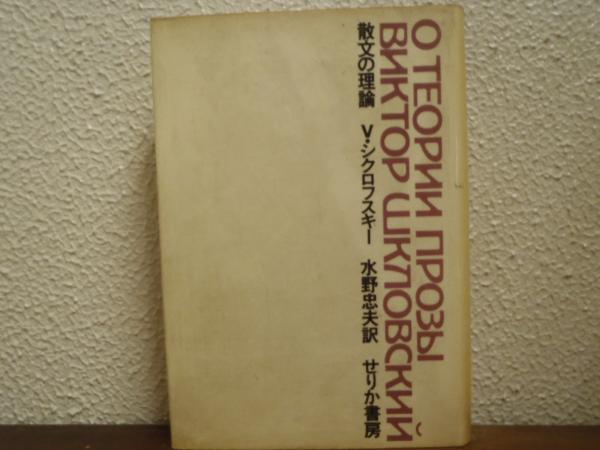 О ТЕОРИИ ПРОЗЫ
ВИКТОР ШКЛОВСКИЙ
散文の理論 V・シクロフスキー 水野忠夫訳 せりか書房